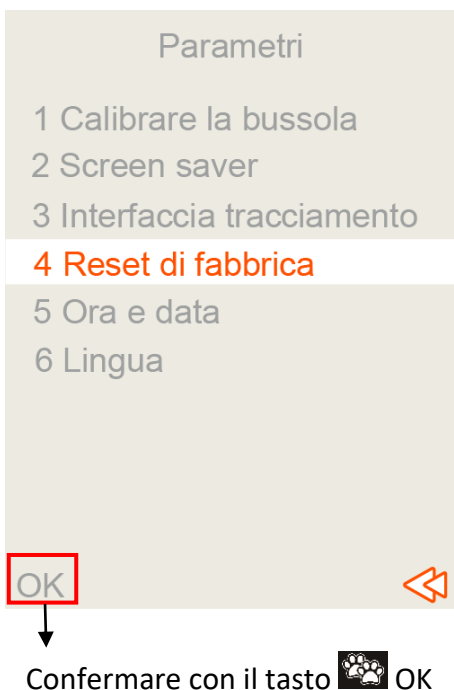 Parametri
1 Calibrare la bussola
2 Screen saver
3 Interfaccia tracciamento
4 Reset di fabbrica
5 Ora e data
6 Lingua
OK
Confermare con il tasto OK